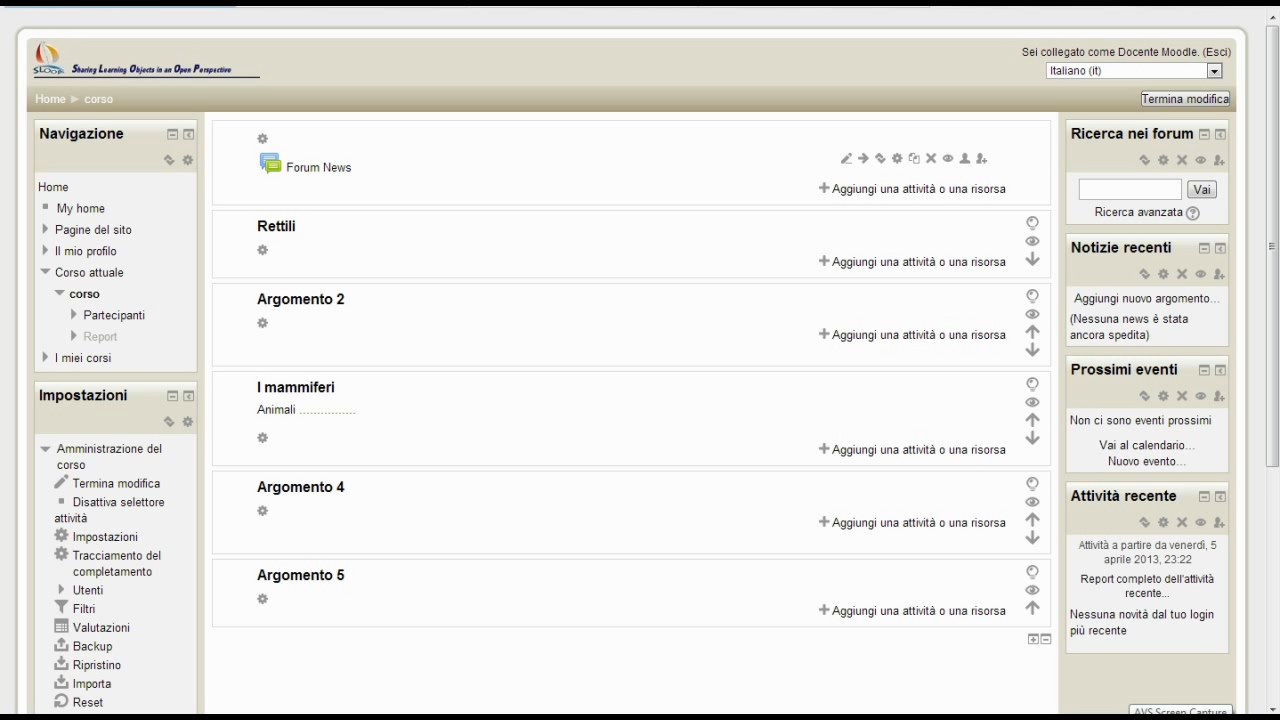 Sei collegato come Docente Moodle. (Esci)
SLOOP Sharing Learning Objects in an Open Perspective
Italiano (it)
Home ► corso
Termina modifica
Navigazione
Home
My home
Pagine del sito
Il mio profilo
Corso attuale
corso
Partecipanti
Report
I miei corsi
Impostazioni
Amministrazione del
corso
Termina modifica
Disattiva selettore
attività
Impostazioni
Tracciamento del
completamento
Utenti
Filtri
Valutazioni
Backup
Ripristino
Importa
Reset
Forum News
Aggiungi una attività o una risorsa
Rettili
Aggiungi una attività o una risorsa
Argomento 2
Aggiungi una attività o una risorsa
I mammiferi
Animali ................
Aggiungi una attività o una risorsa
Argomento 4
Aggiungi una attività o una risorsa
Argomento 5
Aggiungi una attività o una risorsa
Ricerca nei forum
Vai
Ricerca avanzata
Notizie recenti
Aggiungi nuovo argomento...
(Nessuna news è stata
ancora spedita)
Prossimi eventi
Non ci sono eventi prossimi
Vai al calendario...
Nuovo evento...
Attività recente
Attività a partire da venerdì, 5
aprile 2013, 23:22
Report completo dell'attività
recente...
Nessuna novità dal tuo login
più recente
AVS Screen Capture